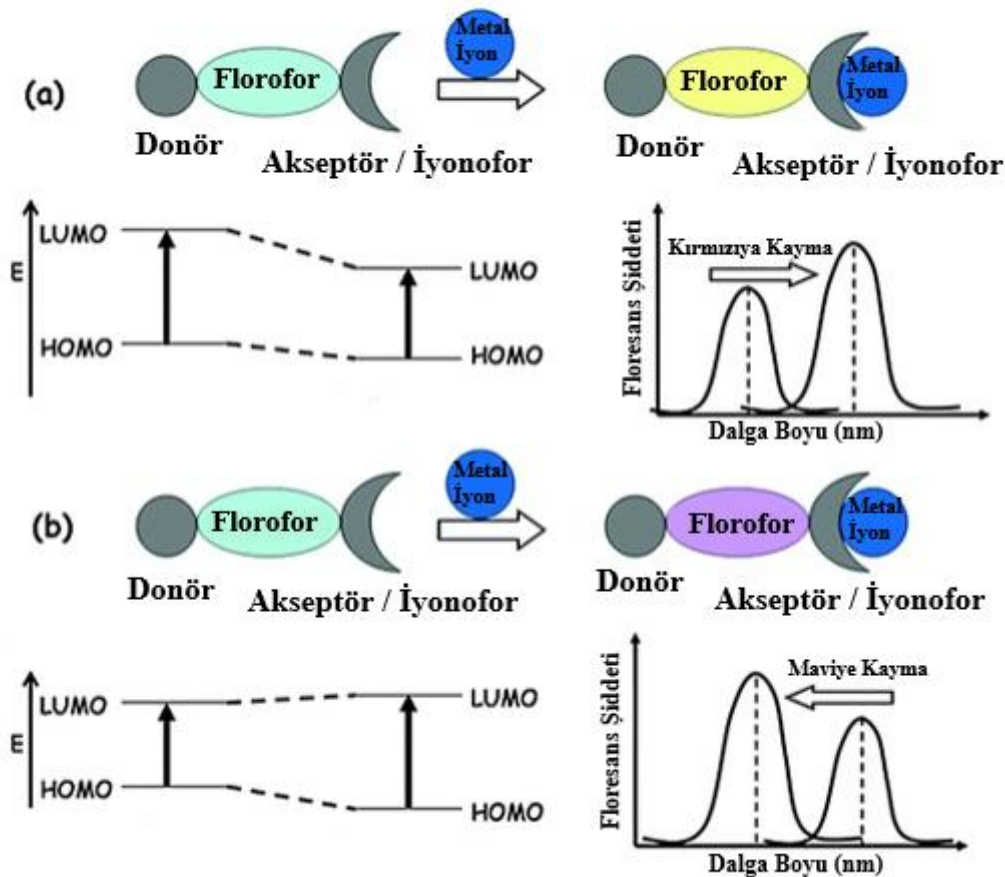 Metal
İyon
(a)
Florofor
Donör
Akseptör / İyonofor
Florofor
Metal
İyon
Donör
Akseptör / İyonofor
E
LUMO
LUMO
HOMO
HOMO
Floresans Şiddeti
Kırmızıya Kayma
Dalga Boyu (nm)
Metal
İyon
(b)
Florofor
Donör
Akseptör / İyonofor
Florofor
Metal
İyon
Donör
Akseptör / İyonofor
E
LUMO
LUMO
HOMO
HOMO
Floresans Şiddeti
Maviye Kayma
Dalga Boyu (nm)